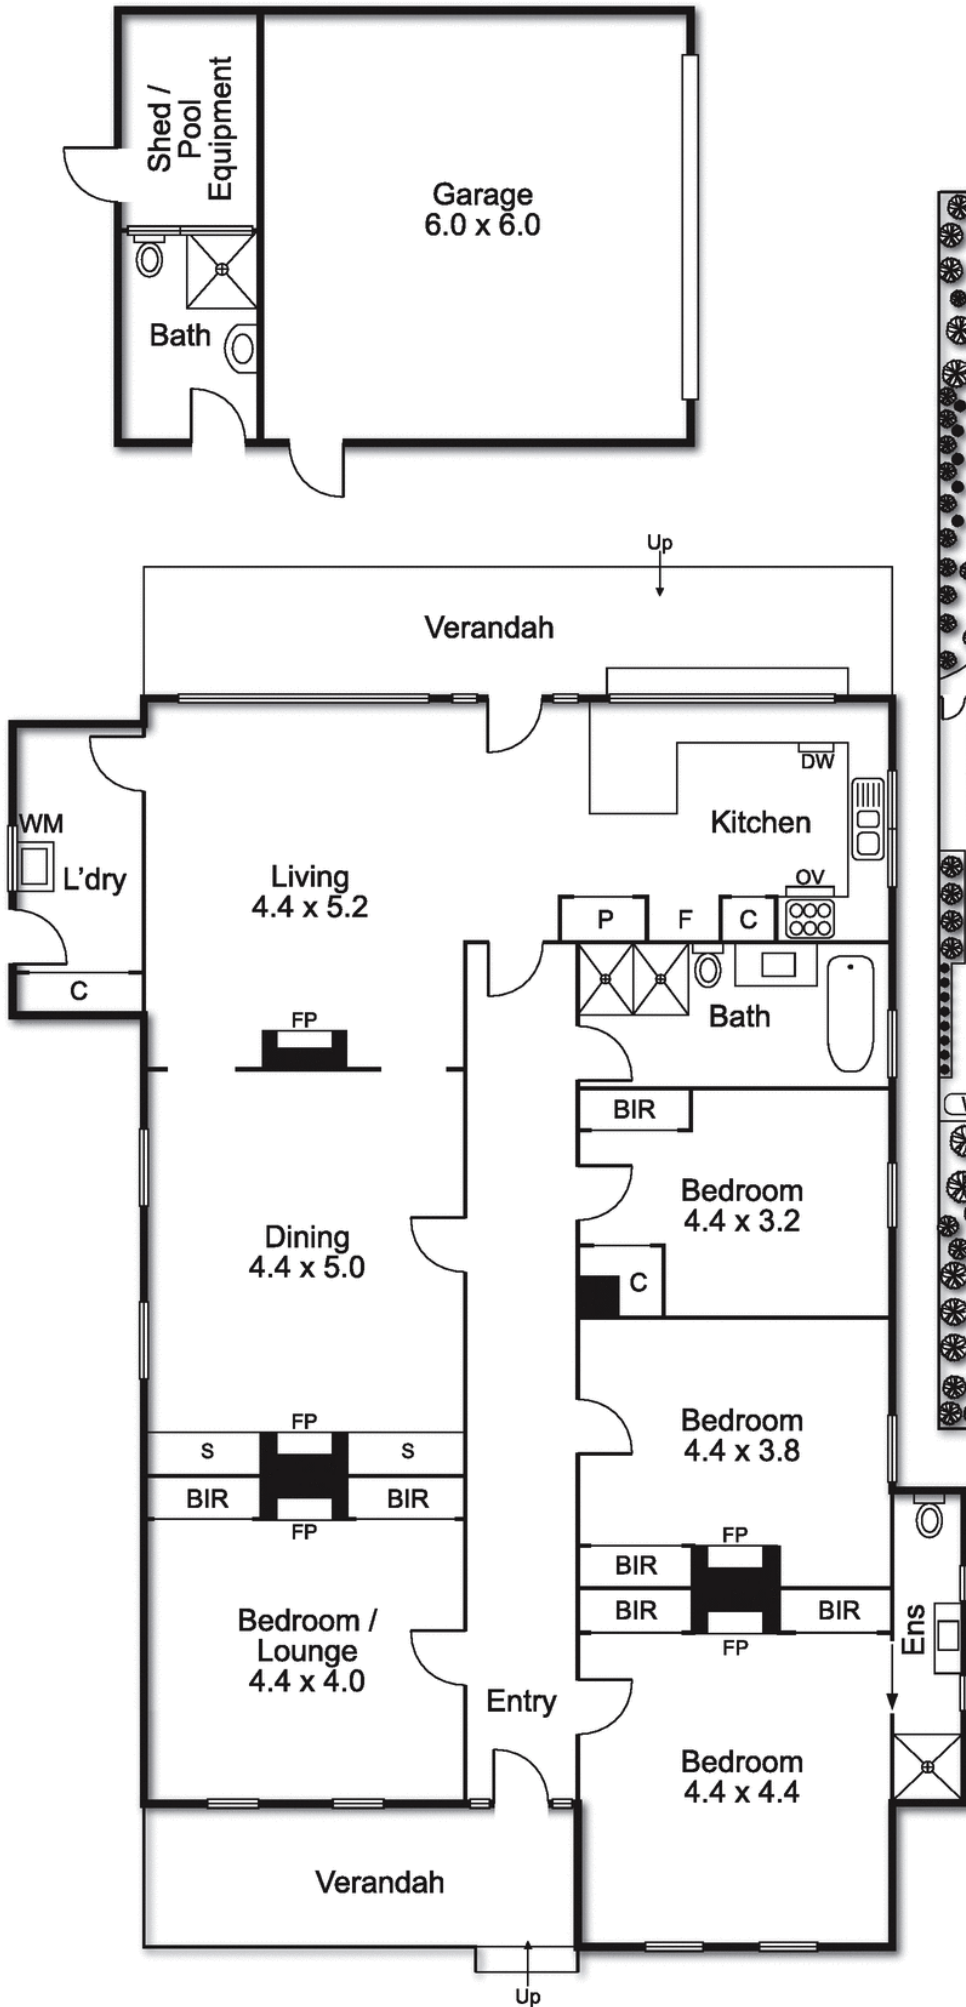 Shed /
Pool
Equipment
Garage
6.0 x 6.0
Bath
Up
Verandah
DW
WM
Kitchen
L'dry
Living
4.4 x 5.2
OV
P
F
C
C
FP
Bath
BIR
Bedroom
4.4 x 3.2
Dining
4.4 x 5.0
C
FP
Bedroom
4.4 x 3.8
S
S
BIR
BIR
FP
FP
BIR
BIR
BIR
Ens
Bedroom /
Lounge
4.4 x 4.0
FP
Entry
Bedroom
4.4 x 4.4
Verandah
Up